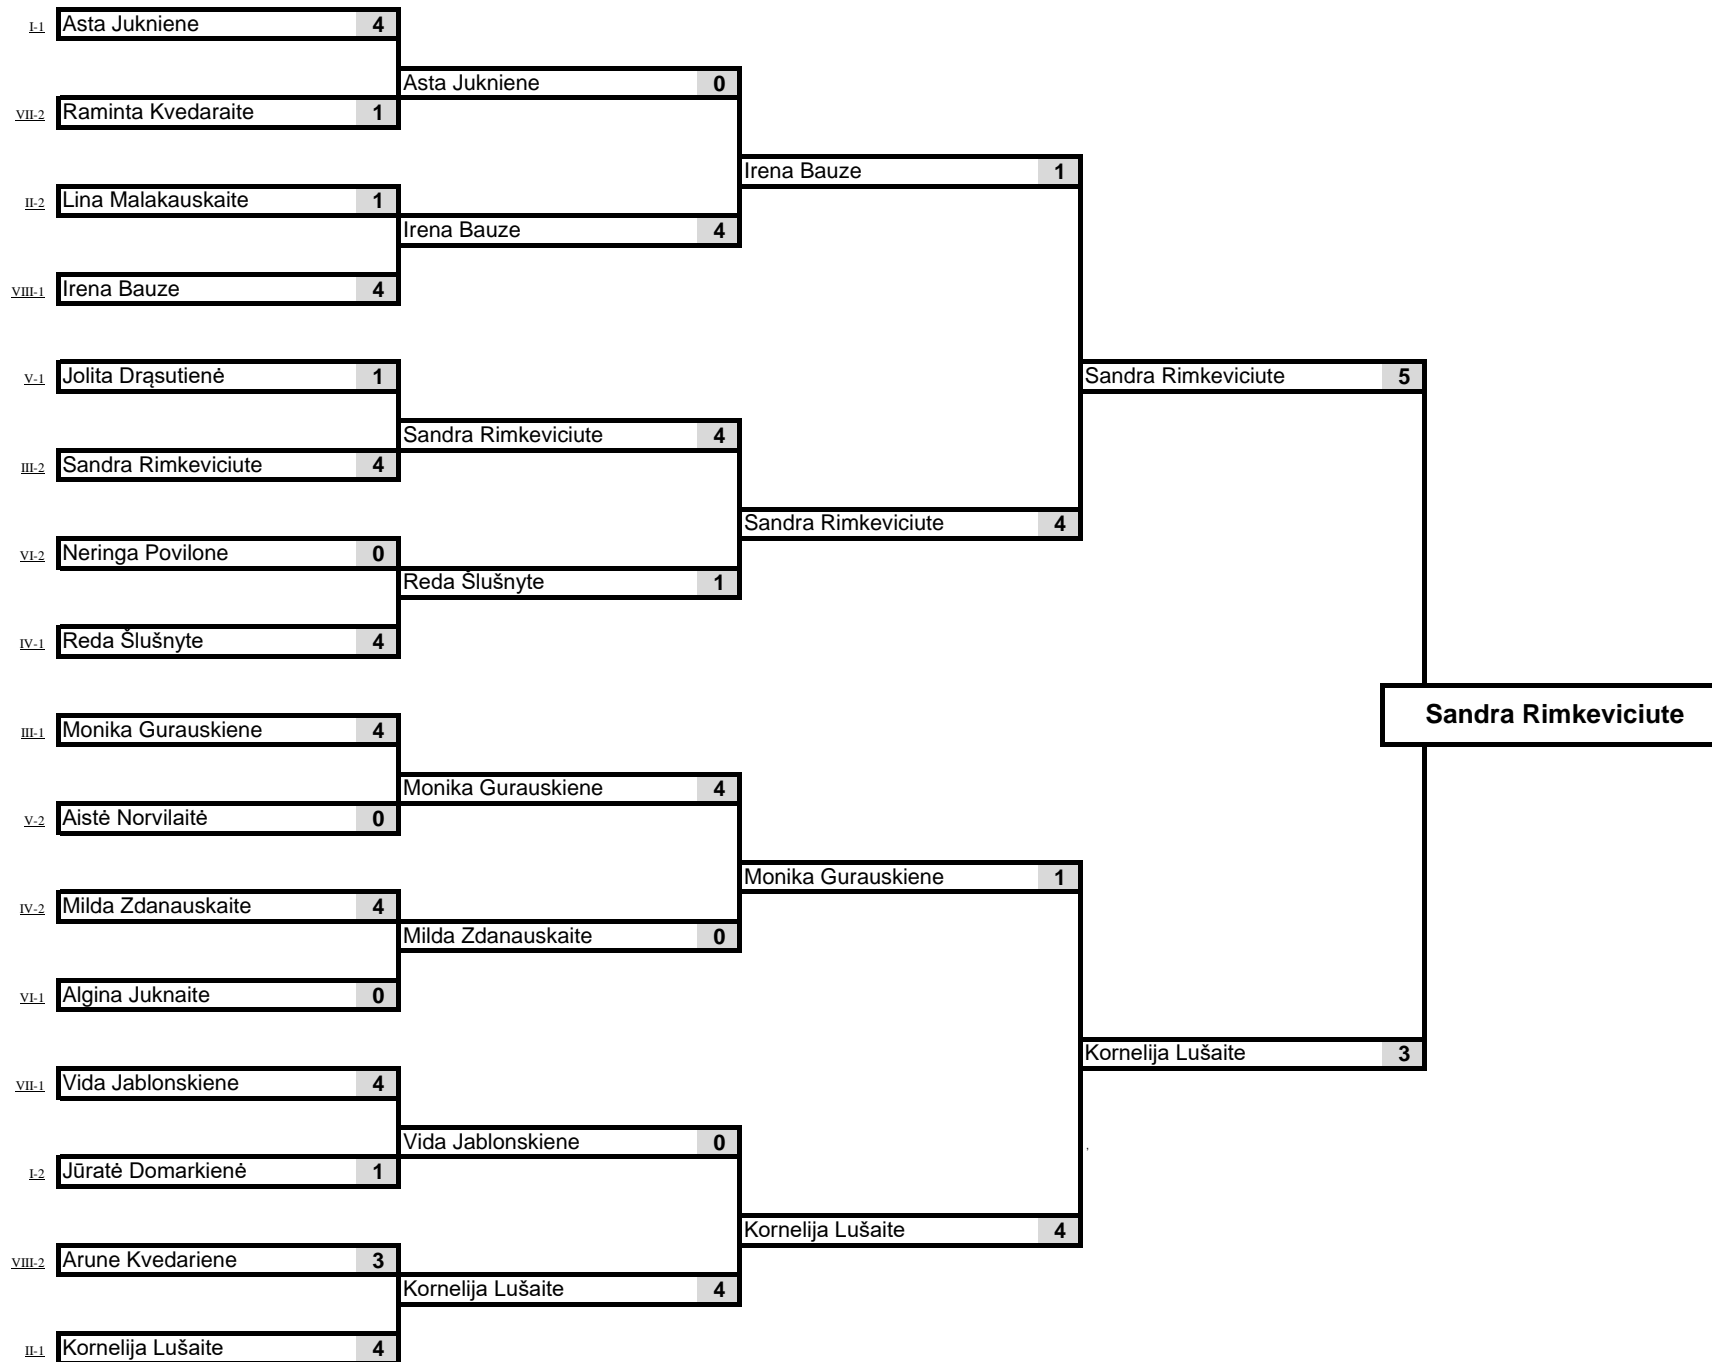 I-1 Asta Jukniene 4
Asta Jukniene 0
VII-2 Raminta Kvedaraite 1
Irena Bauze 1
II-2 Lina Malakauskaite 1
Irena Bauze 4
VIII-1 Irena Bauze 4
V-1 Jolita Drąsutienė 1
Sandra Rimkeviciute 5
Sandra Rimkeviciute 4
III-2 Sandra Rimkeviciute 4
Sandra Rimkeviciute 4
VI-2 Neringa Povilone 0
Reda Šlušnyte 1
IV-1 Reda Šlušnyte 4
Sandra Rimkeviciute
III-1 Monika Gurauskiene 4
Monika Gurauskiene 4
V-2 Aistė Norvilaitė 0
Monika Gurauskiene 1
IV-2 Milda Zdanauskaite 4
Milda Zdanauskaite 0
VI-1 Algina Juknaite 0
Kornelija Lušaite 3
VII-1 Vida Jablonskiene 4
Vida Jablonskiene 0
I-2 Jūratė Domarkienė 1
Kornelija Lušaite 4
VIII-2 Arune Kvedariene 3
Kornelija Lušaite 4
II-1 Kornelija Lušaite 4